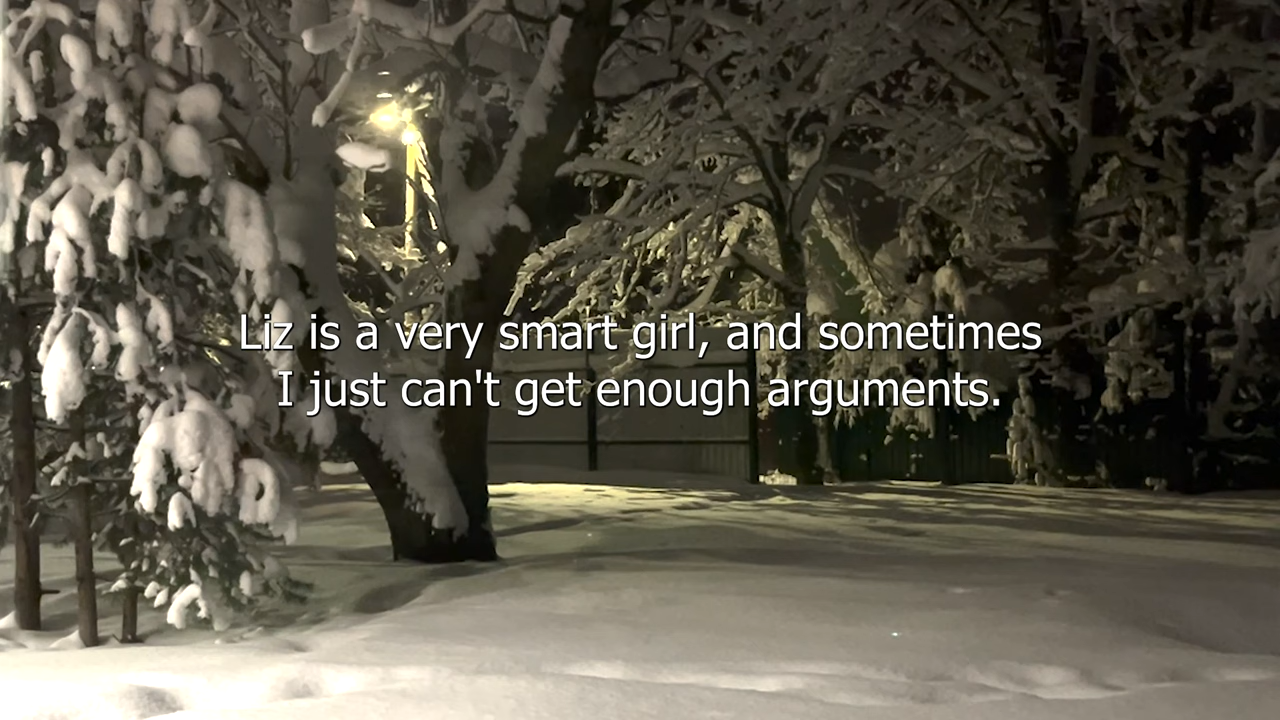 Liz is a very smart girl, and sometimes
I just can't get enough arguments.